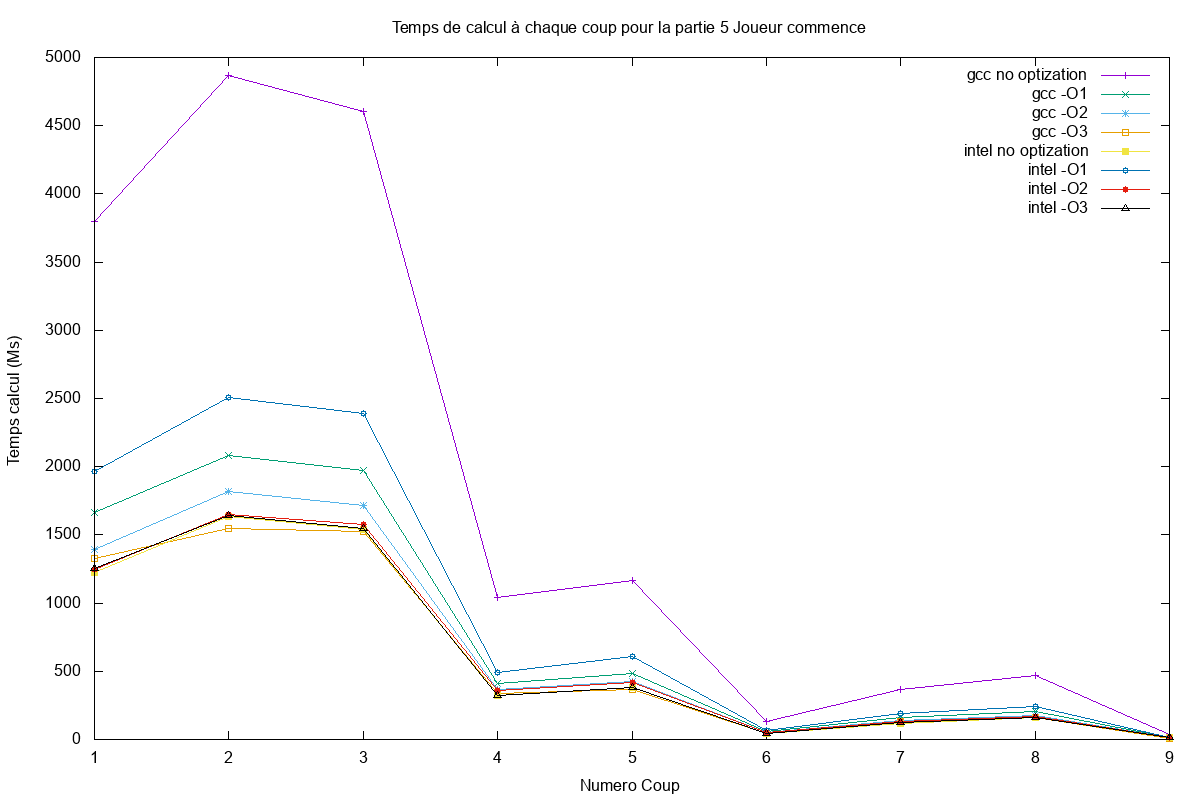 Temps de calcul à chaque coup pour la partie 5 Joueur commence
5000
4500
4000
3500
3000
2500
2000
1500
1000
500
0
Temps calcul (Ms)
gcc no optization
gcc -O1
gcc -O2
gcc -O3
intel no optization
intel -O1
intel -O2
intel -O3
1 2 3 4 5 6 7 8 9
Numero Coup